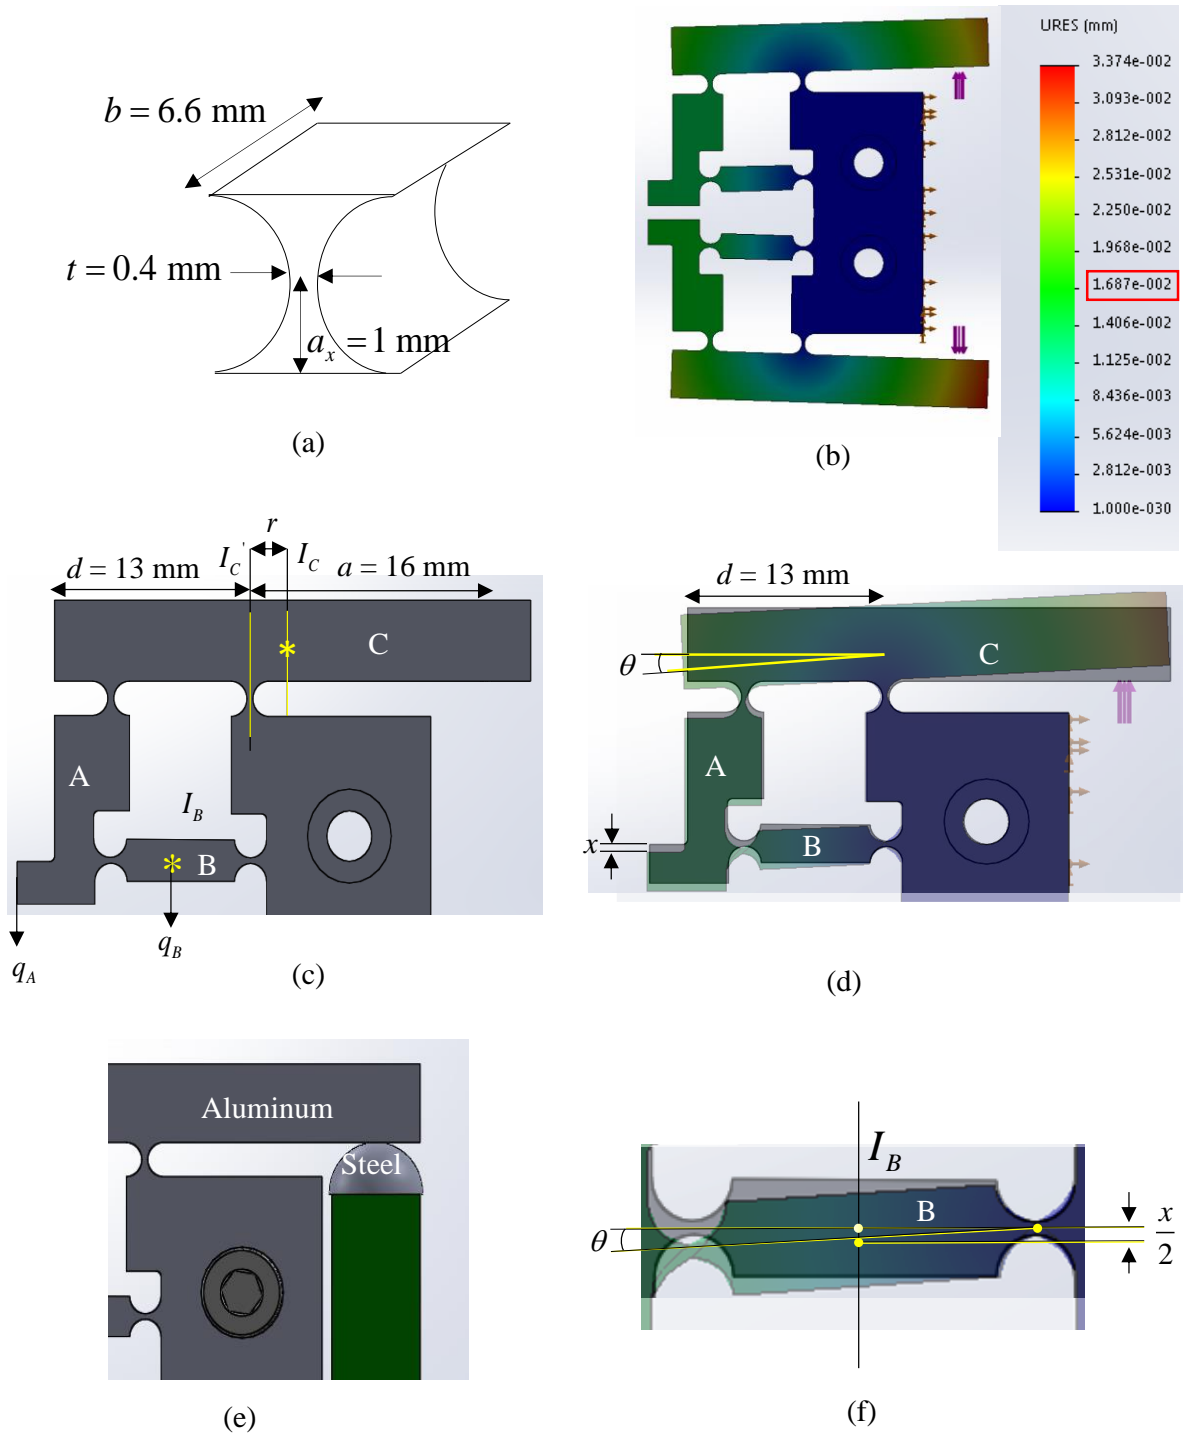 b = 6.6 mm
t = 0.4 mm
a_x = 1 mm
(a)
URES (mm)
3.374e-002
3.093e-002
2.812e-002
2.531e-002
2.250e-002
1.968e-002
1.687e-002
1.406e-002
1.125e-002
8.436e-003
5.624e-003
2.812e-003
1.000e-030
(b)
r
I_C' I_C
d = 13 mm a = 16 mm
C
A
I_B
B
q_B
q_A
(c)
d = 13 mm
θ
C
A
x
B
(d)
Aluminum
Steel
(e)
I_B
B
θ
x/2
(f)